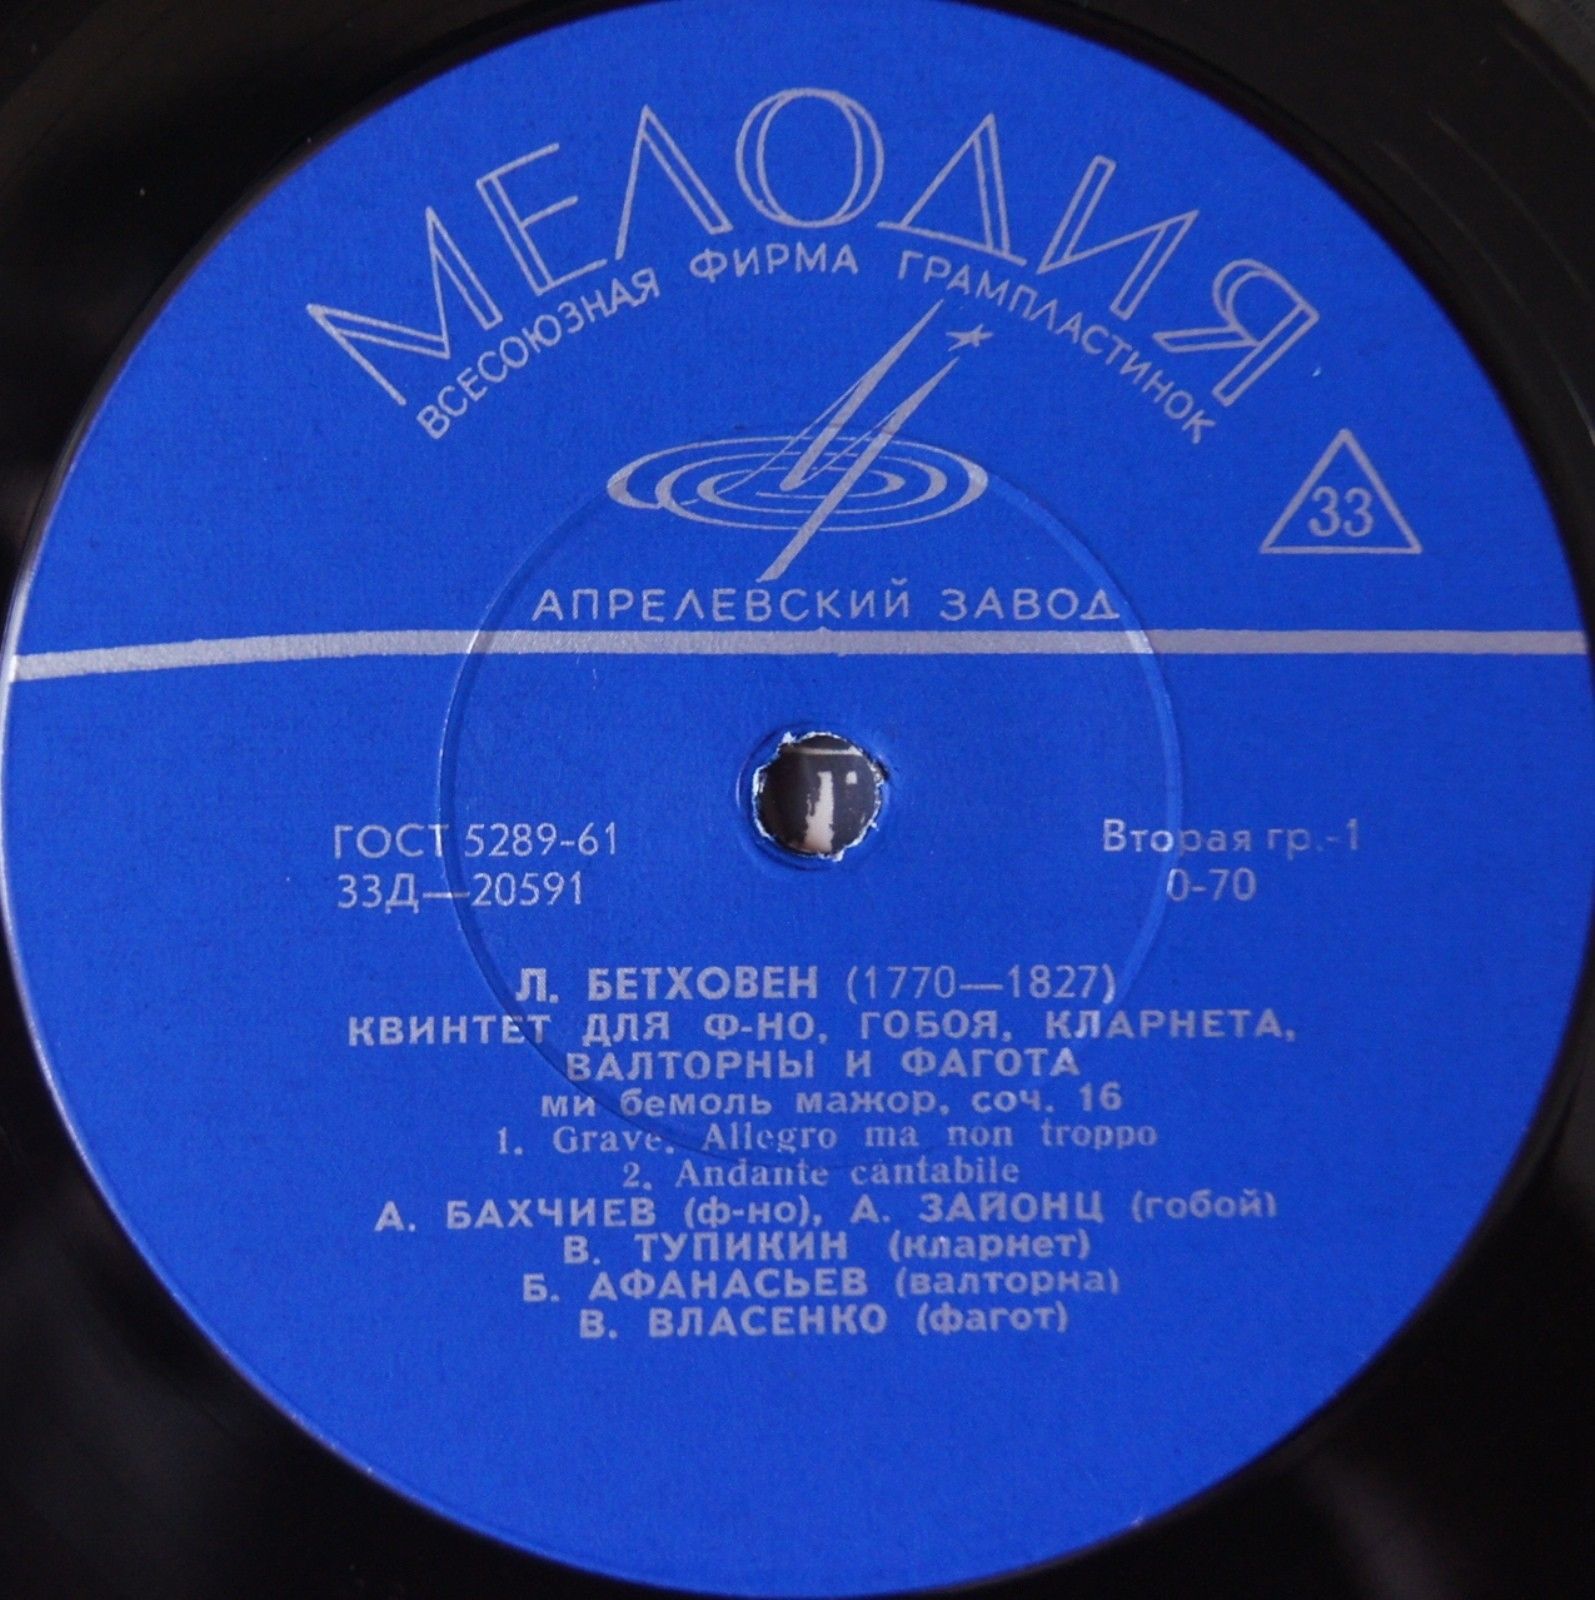 МЕЛОДИЯ
ВСЕСОЮЗНАЯ ФИРМА ГРАМПЛАСТИНОК
33
АПРЕЛЕВСКИЙ ЗАВОД
ГОСТ 5289-61
Вторая гр.-1
33Д—20591
0-70
Л. БЕТХОВЕН (1770—1827)
КВИНТЕТ ДЛЯ Ф-НО, ГОБОЯ, КЛАРНЕТА,
ВАЛТОРНЫ И ФАГОТА
ми бемоль мажор, соч. 16
1. Grave. Allegro ma non troppo
2. Andante cantabile
А. БАХЧИЕВ (ф-но), А. ЗАЙОНЦ (гобой)
В. ТУПИКИН (кларнет)
Б. АФАНАСЬЕВ (валторна)
В. ВЛАСЕНКО (фагот)